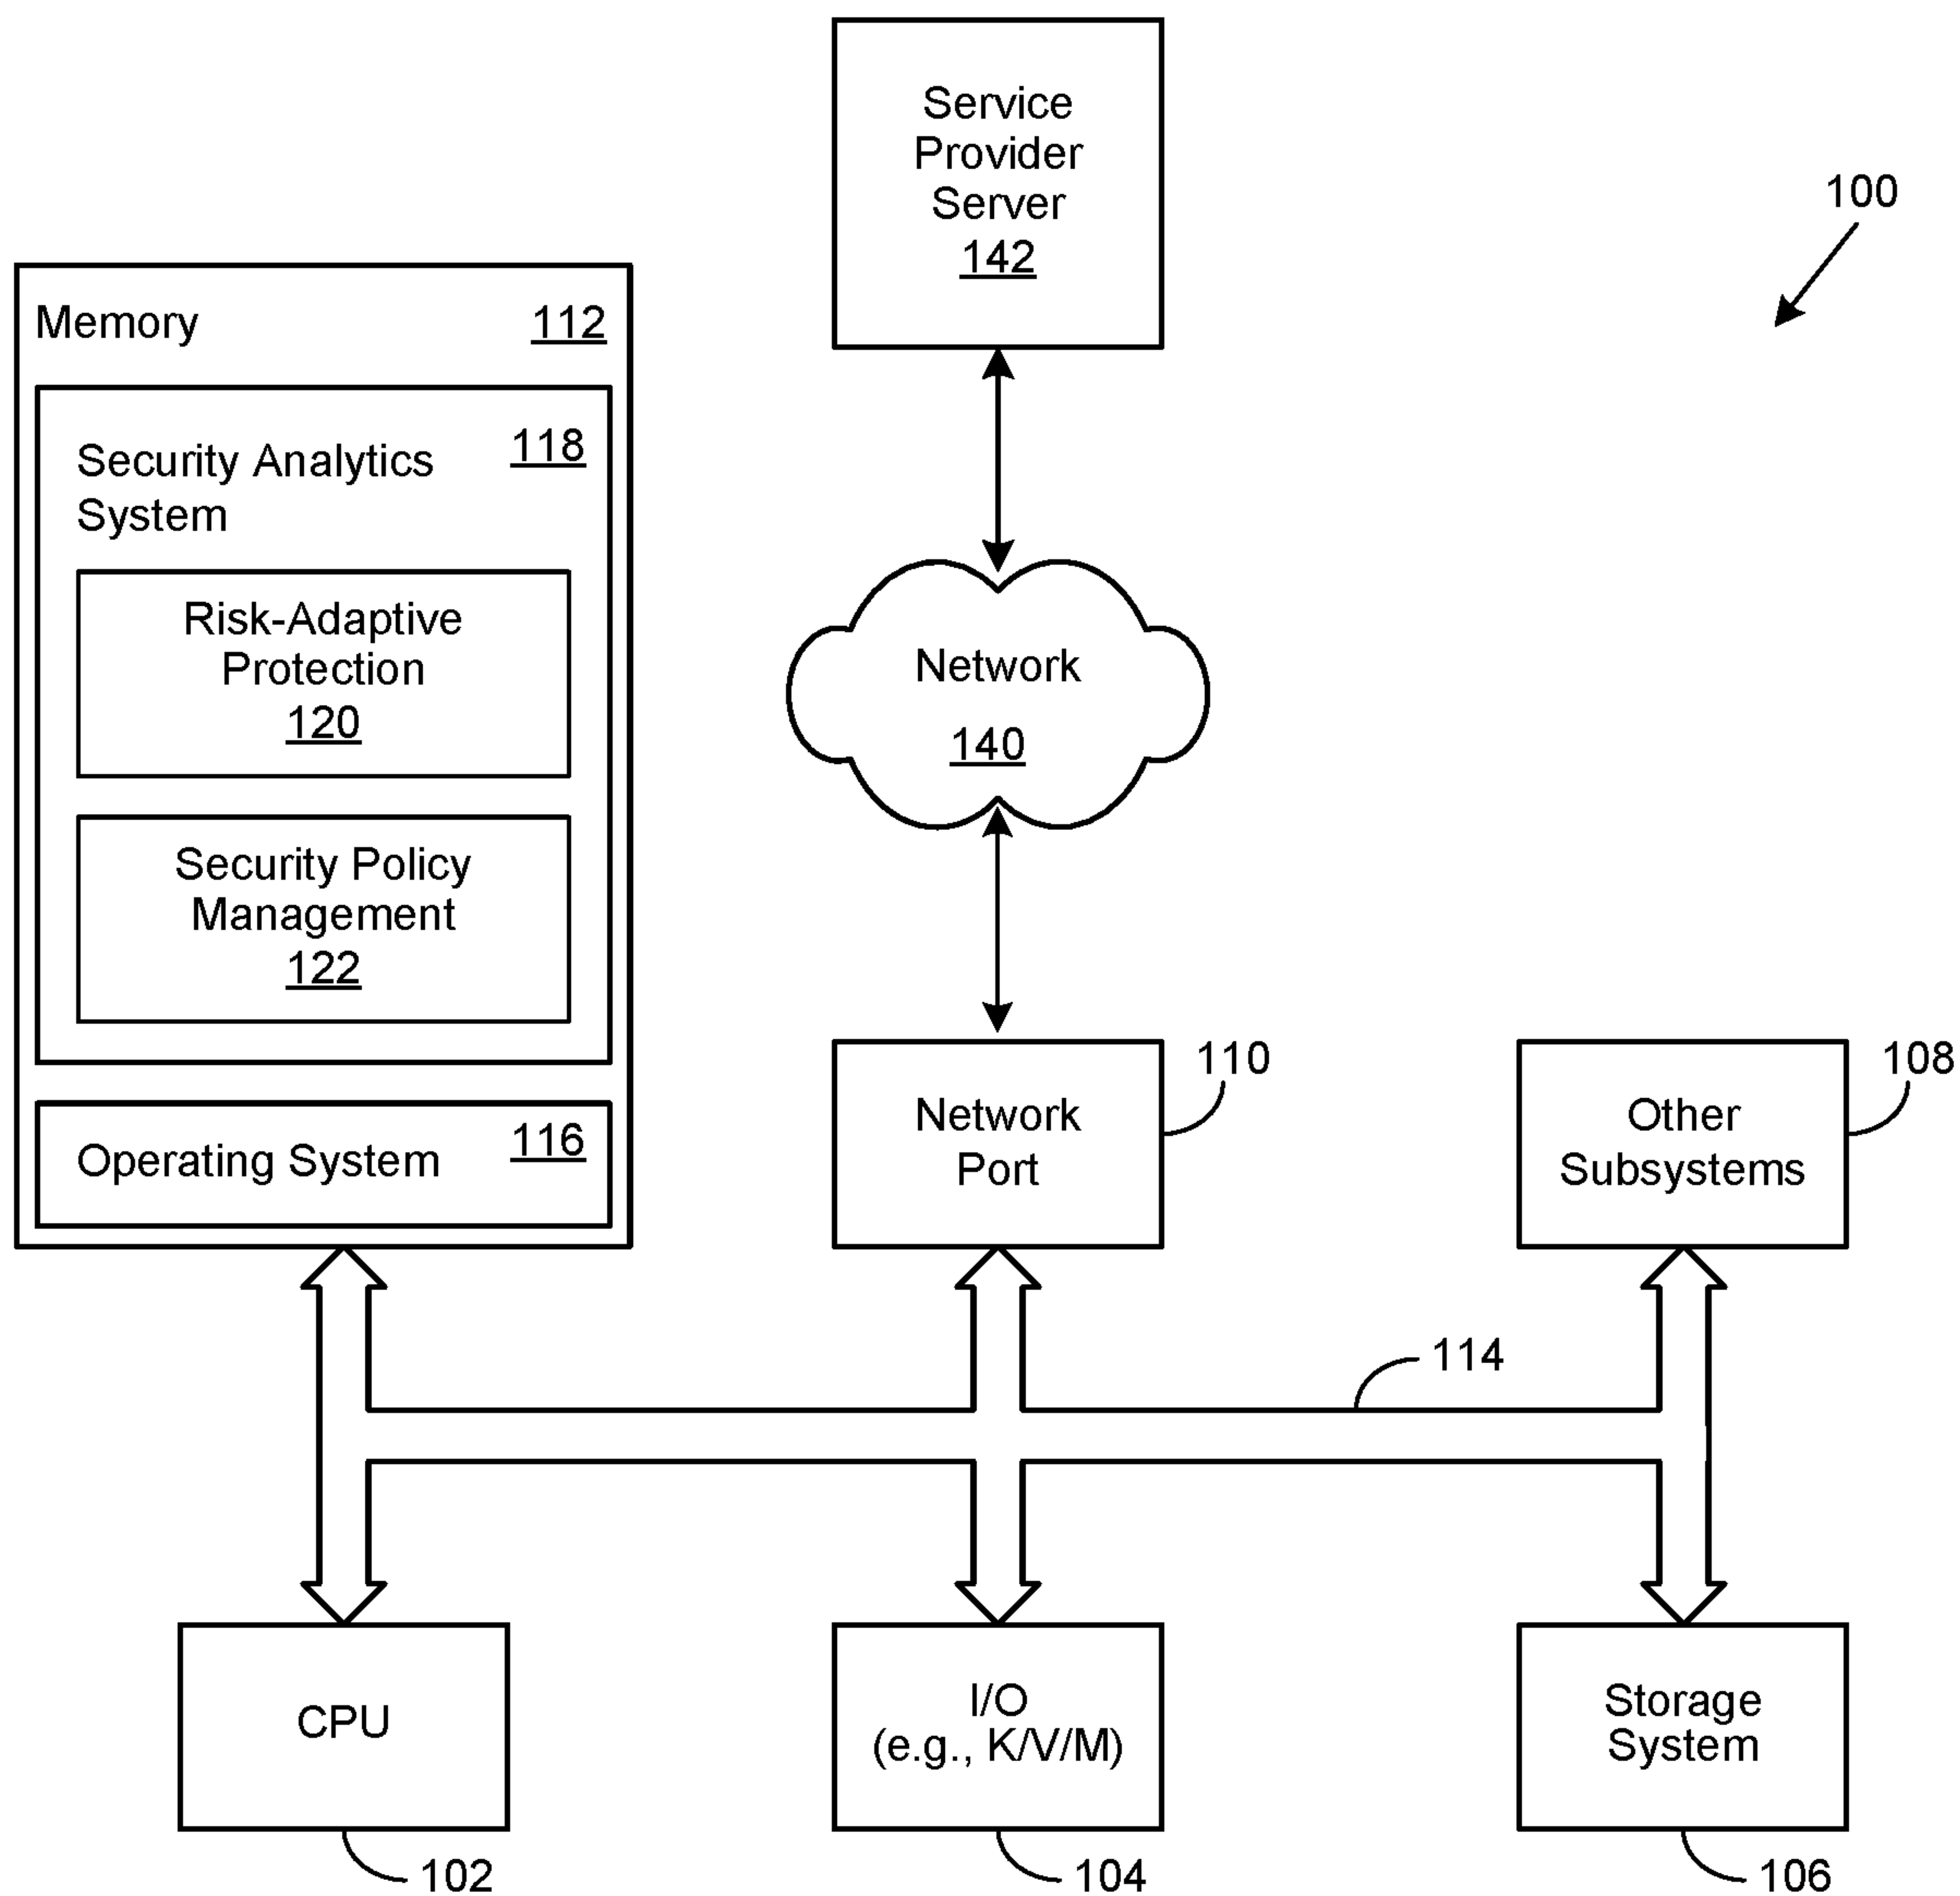 Service
Provider
Server
142
100
Memory 112
Security Analytics 118
System
Risk-Adaptive
Protection
120
Security Policy
Management
122
Operating System 116
Network
140
Network
Port
110
Other
Subsystems
108
114
CPU
102
I/O
(e.g., K/V/M)
104
Storage
System
106